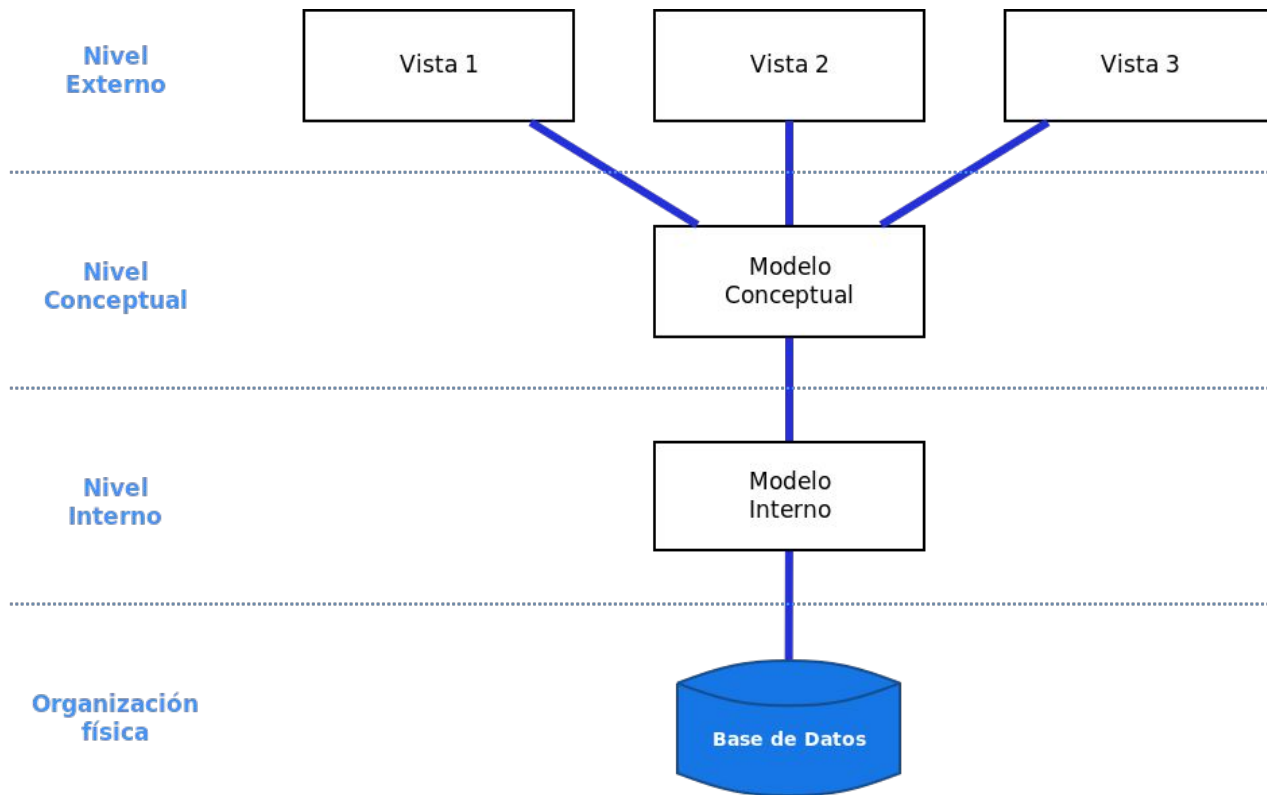 Nivel
Externo
Vista 1
Vista 2
Vista 3
Nivel
Conceptual
Modelo
Conceptual
Nivel
Interno
Modelo
Interno
Organización
física
Base de Datos